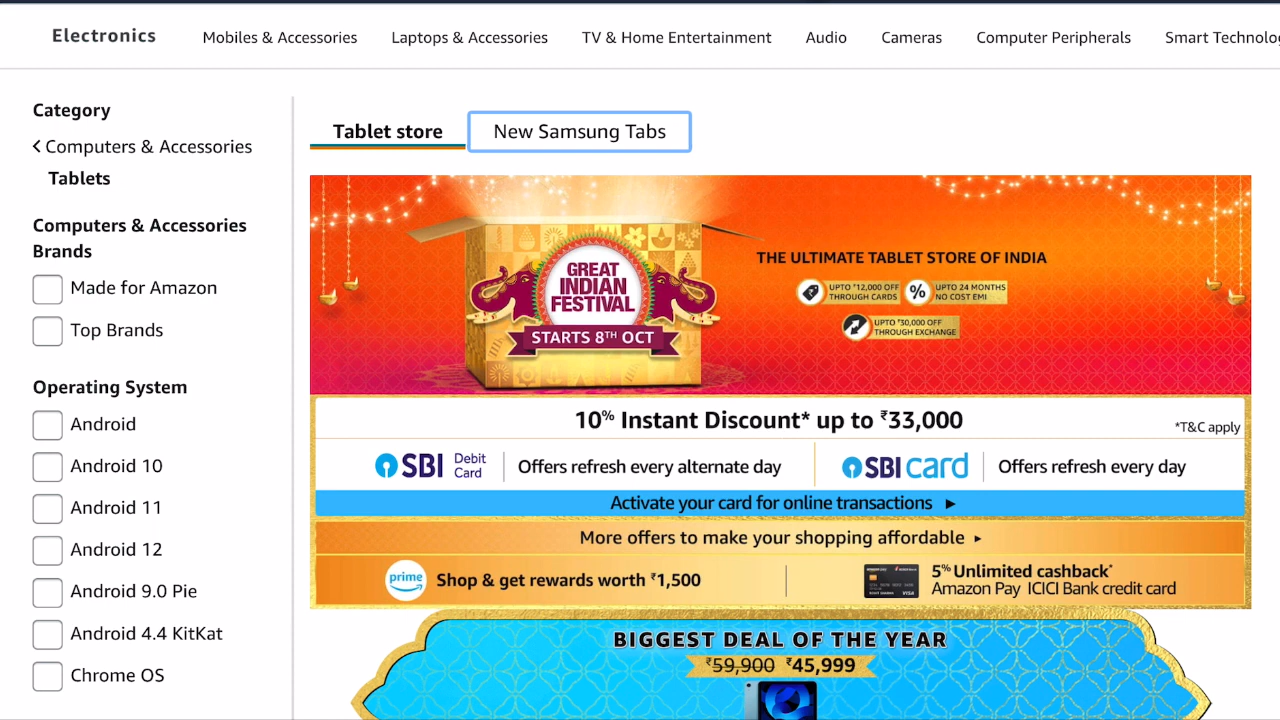 Electronics
Mobiles & Accessories
Laptops & Accessories
TV & Home Entertainment
Audio
Cameras
Computer Peripherals
Smart Technolo
Category
Computers & Accessories
Tablets
Computers & Accessories
Brands
Made for Amazon
Top Brands
Operating System
Android
Android 10
Android 11
Android 12
Android 9.0 Pie
Android 4.4 KitKat
Chrome OS
Tablet store
New Samsung Tabs
GREAT
INDIAN
FESTIVAL
STARTS 8TH OCT
THE ULTIMATE TABLET STORE OF INDIA
UPTO ₹12,000 OFF
THROUGH CARDS
%
UPTO 24 MONTHS
NO COST EMI
UPTO ₹30,000 OFF
THROUGH EXCHANGE
10% Instant Discount* up to ₹33,000
*T&C apply
SBI Debit
Card
Offers refresh every alternate day
SBI card
Offers refresh every day
Activate your card for online transactions ►
More offers to make your shopping affordable ▸
prime
Shop & get rewards worth ₹1,500
VISA
5% Unlimited cashback*
Amazon Pay ICICI Bank credit card
BIGGEST DEAL OF THE YEAR
₹59,900 ₹45,999